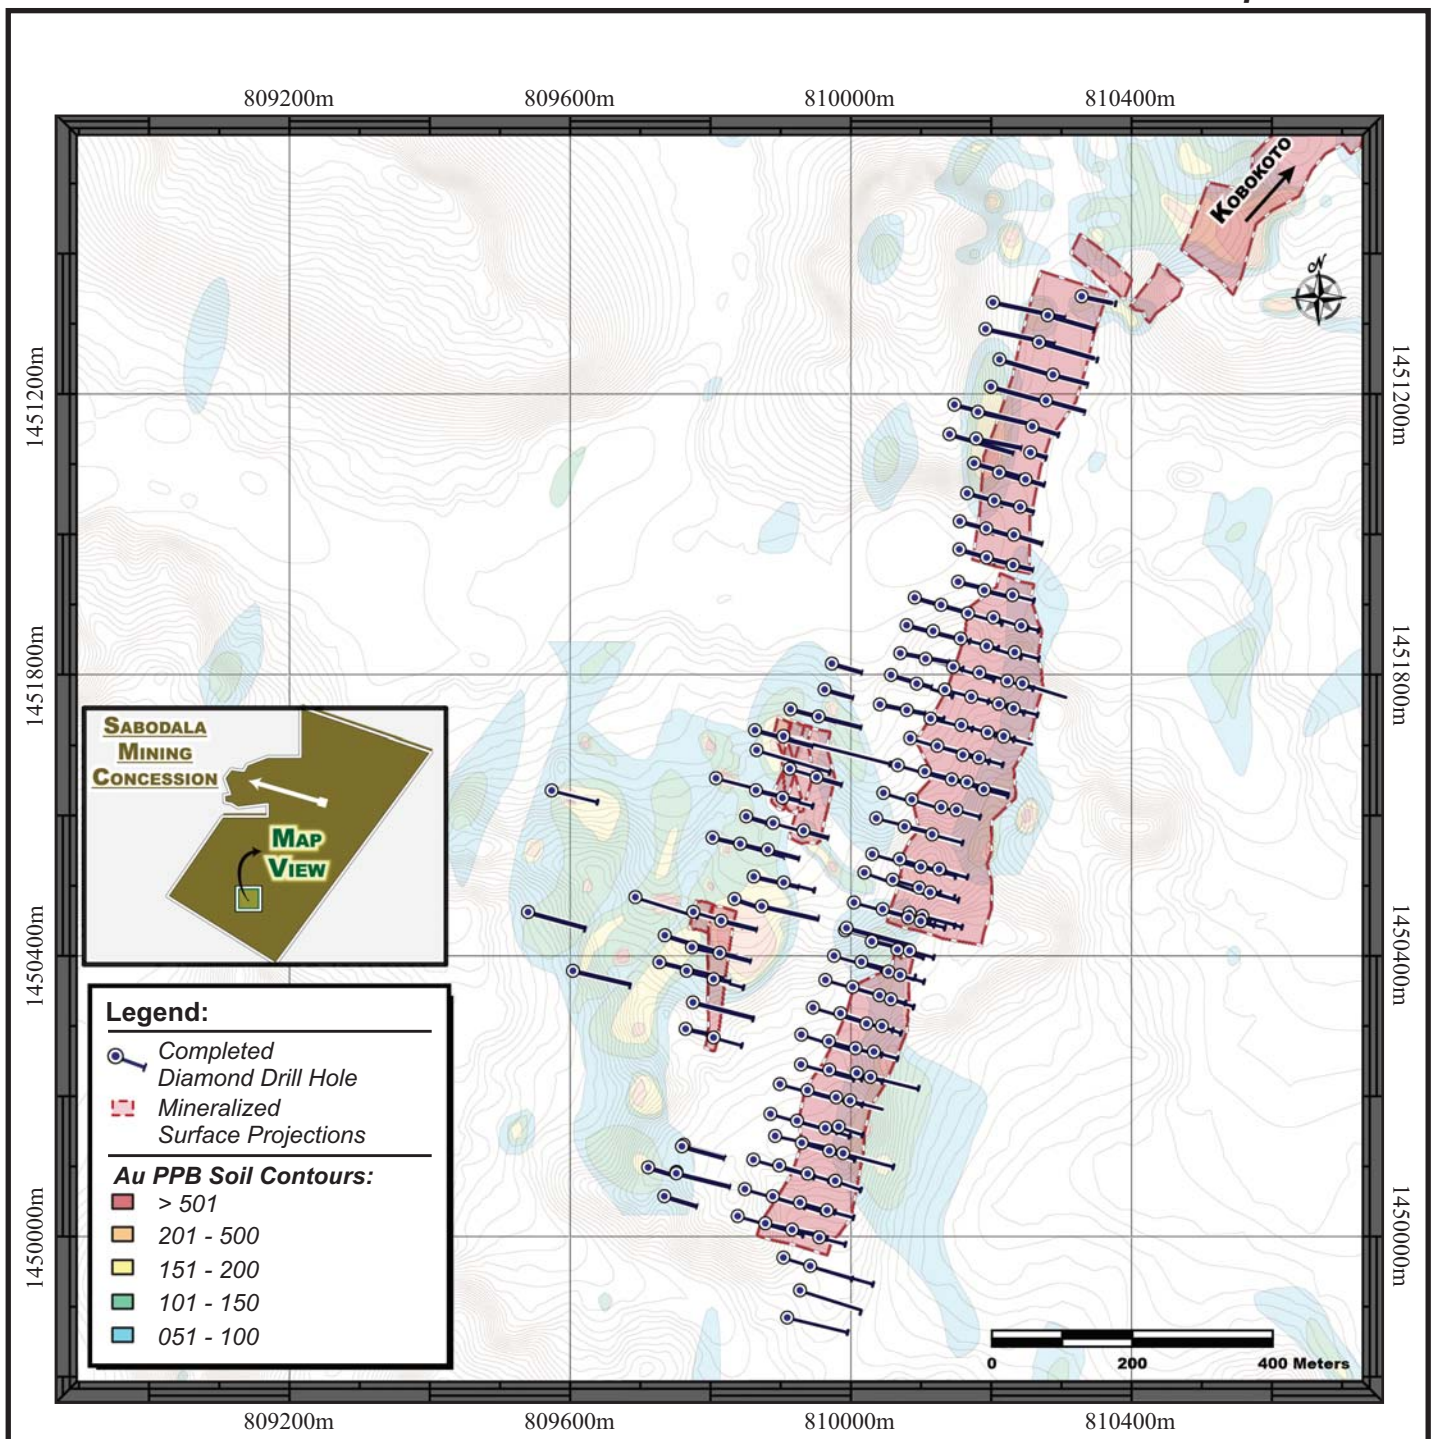 809200m 809600m 810000m 810400m
KOBOKOTO
N
1451200m
1451200m
1451800m
1451800m
1450400m
1450400m
1450000m
1450000m
SABODALA
MINING
CONCESSION
MAP
VIEW
Legend:
Completed
Diamond Drill Hole
Mineralized
Surface Projections
Au PPB Soil Contours:
> 501
201 - 500
151 - 200
101 - 150
051 - 100
0 200 400 Meters
809200m 809600m 810000m 810400m